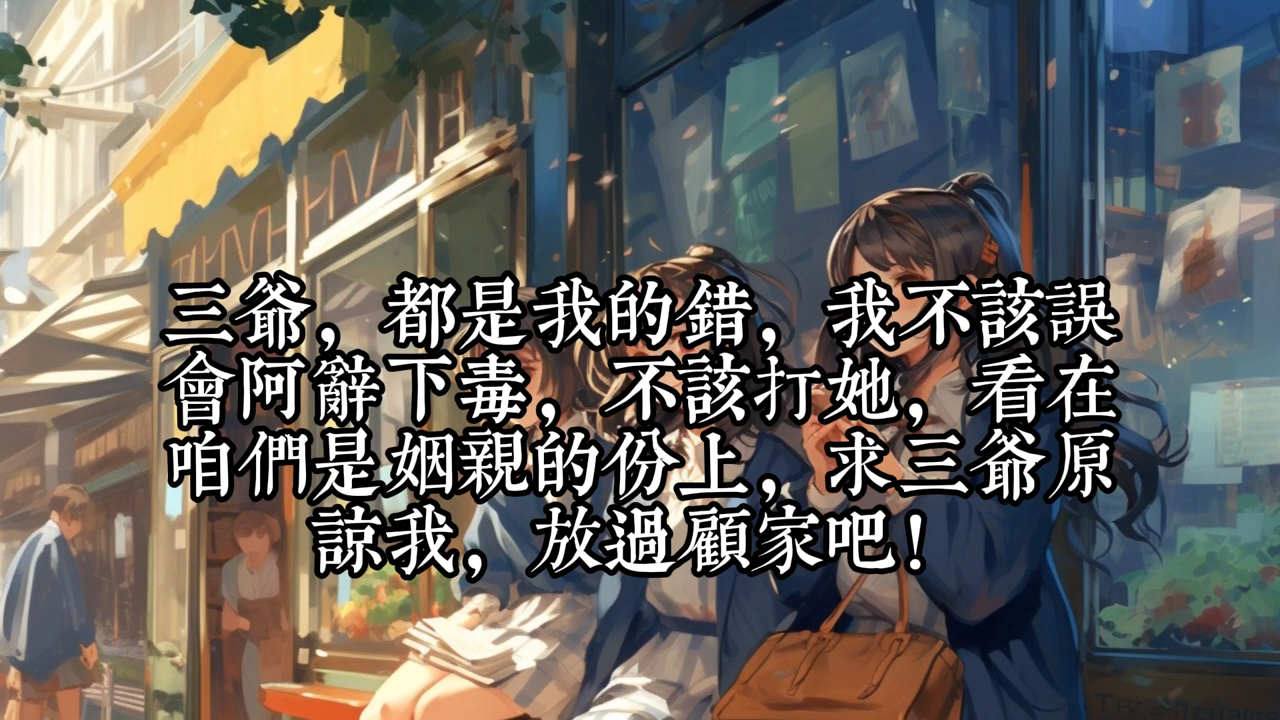 三爺，都是我的錯，我不該誤
會阿辭下毒，不該打她，看在
咱們是姻親的份上，求三爺原
諒我，放過顧家吧！